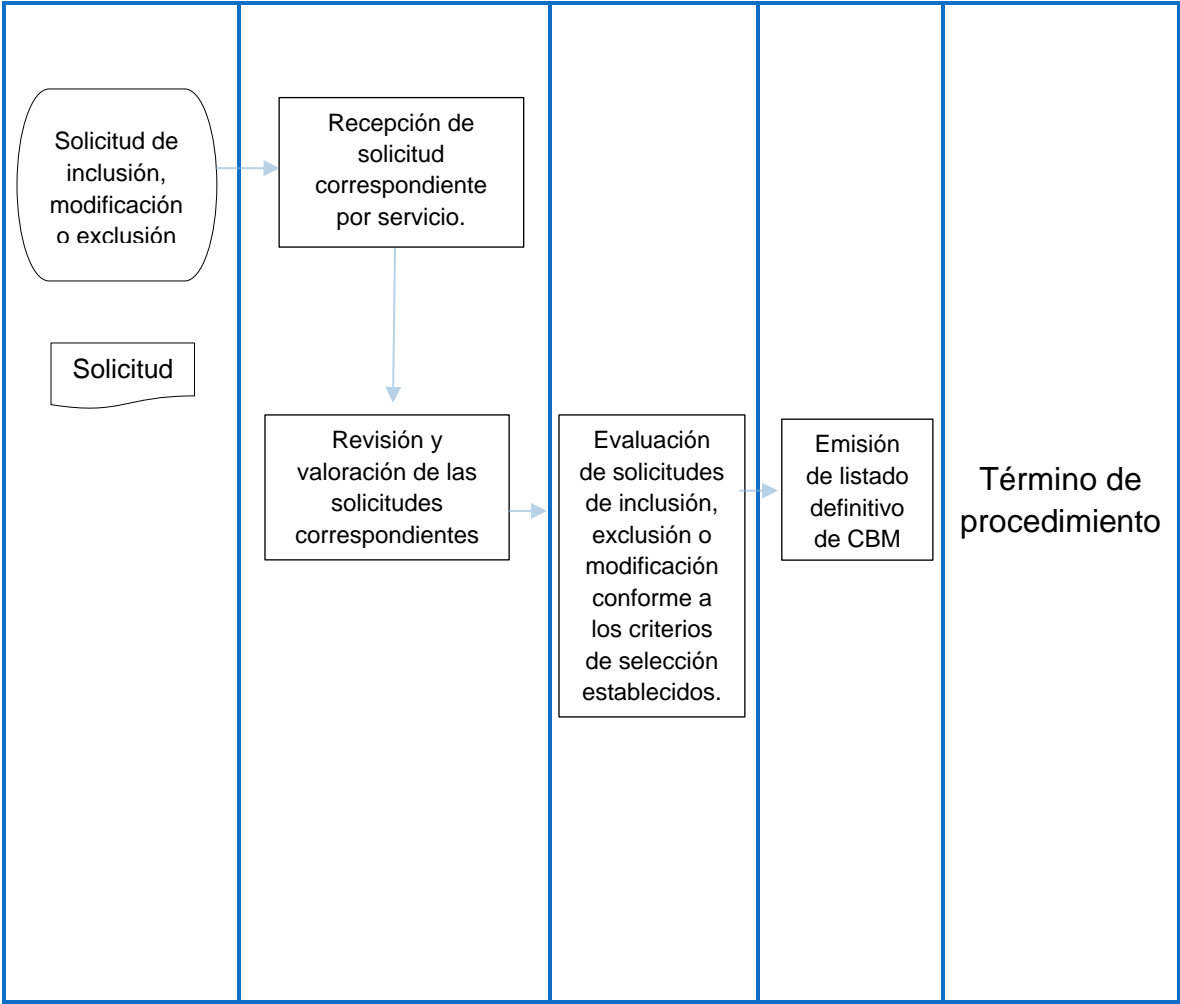 Solicitud de
inclusión,
modificación
o exclusión
Solicitud
Recepción de
solicitud
correspondiente
por servicio.
Revisión y
valoración de las
solicitudes
correspondientes
Evaluación
de solicitudes
de inclusión,
exclusión o
modificación
conforme a
los criterios
de selección
establecidos.
Emisión
de listado
definitivo
de CBM
Término de
procedimiento